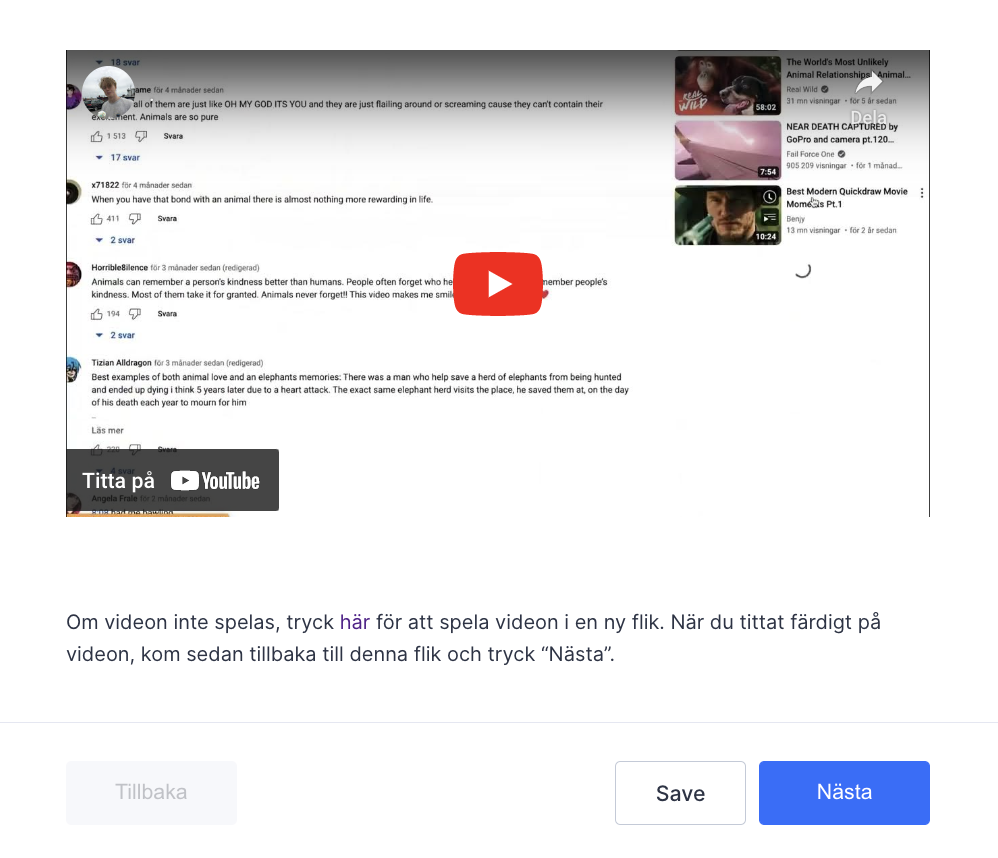 18 svar
game för 4 månader sedan
all of them are just like OH MY GOD ITS YOU and they are just flailing around or screaming cause they can't contain their
excitement. Animals are so pure
1 513 Svara
17 svar
x71822 för 4 månader sedan
When you have that bond with an animal there is almost nothing more rewarding in life.
411 Svara
2 svar
Horrible8ilence för 3 månader sedan (redigerad)
Animals can remember a person's kindness better than humans. People often forget who he member people's
kindness. Most of them take it for granted. Animals never forget!! This video makes me smil
194 Svara
2 svar
Tizian Alldragon för 3 månader sedan (redigerad)
Best examples of both animal love and an elephants memories: There was a man who help save a herd of elephants from being hunted
and ended up dying i think 5 years later due to a heart attack. The exact same elephant herd visits the place, he saved them at, on the day
of his death each year to mourn for him
..
Läs mer
220 Svara
4 svar
Titta på YouTube
Angela Frale för 2 månader sedan
8:08 had me bawling
The World's Most Unlikely
Animal Relationships Animal...
Real Wild
31 mn visningar • för 5 år sedan
REAL WILD
58:02
Dela
NEAR DEATH CAPTURED by
GoPro and camera pt.120...
Fail Force One
905 209 visningar • för 1 månad...
7:54
Best Modern Quickdraw Movie
Moments Pt.1
Benjy
13 mn visningar • för 2 år sedan
10:24
Om videon inte spelas, tryck här för att spela videon i en ny flik. När du tittat färdigt på
videon, kom sedan tillbaka till denna flik och tryck “Nästa”.
Tillbaka
Save
Nästa